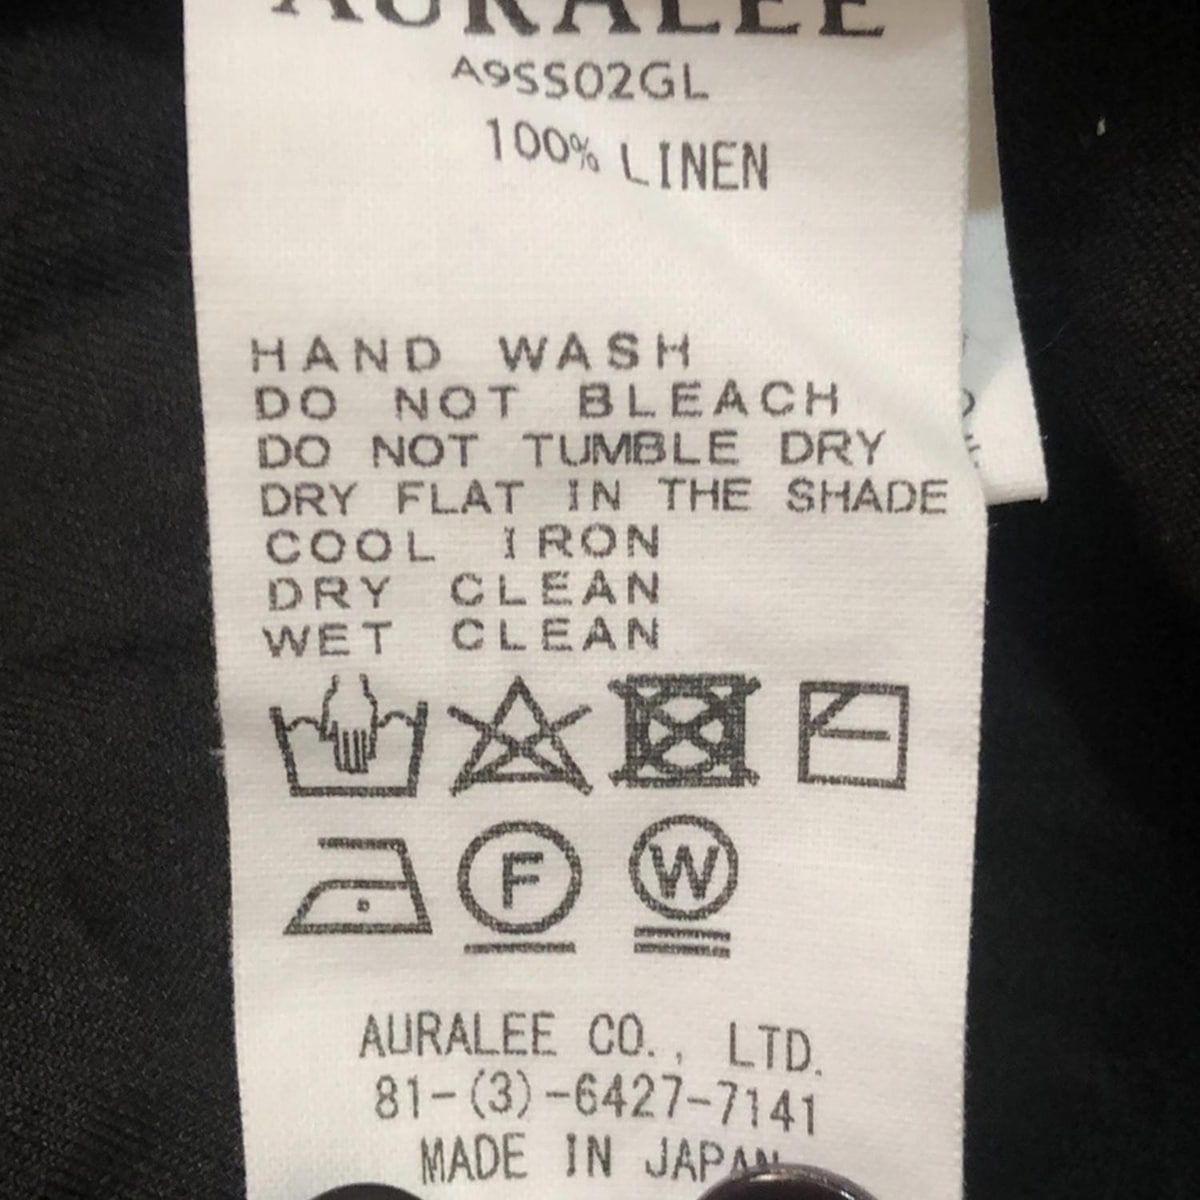 AURALEE
A9SS02GL
100% LINEN
HAND WASH
DO NOT BLEACH
DO NOT TUMBLE DRY
DRY FLAT IN THE SHADE
COOL IRON
DRY CLEAN
WET CLEAN
F
W
AURALEE CO., LTD.
81-(3)-6427-7141
MADE IN JAPAN